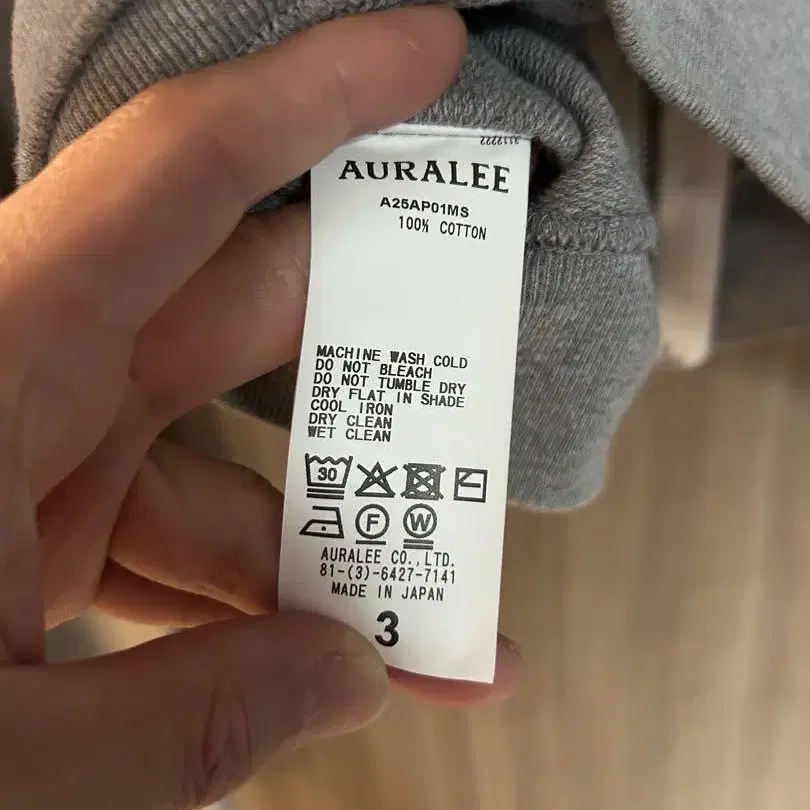 AURALEE
A25AP01MS
100% COTTON
MACHINE WASH COLD
DO NOT BLEACH
DO NOT TUMBLE DRY
DRY FLAT IN SHADE
COOL IRON
DRY CLEAN
WET CLEAN
30
F W
AURALEE CO.,LTD.
81-(3)-6427-7141
MADE IN JAPAN
3